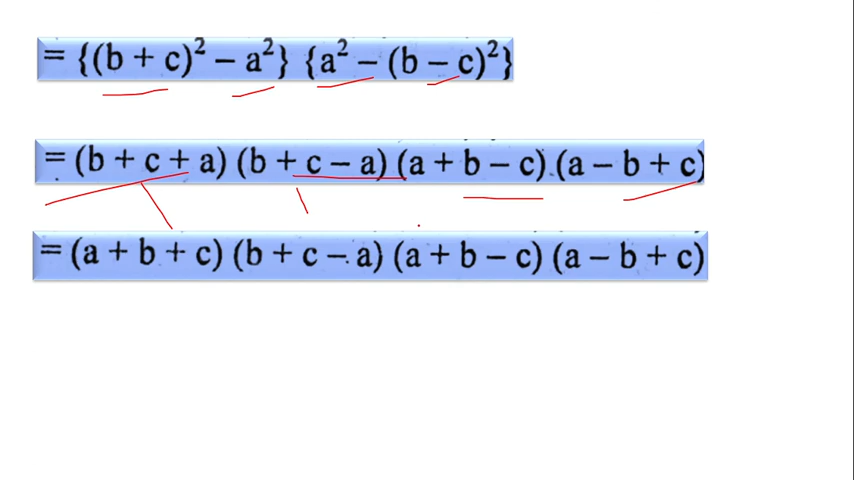 = {(b + c)² – a²} {a² – (b – c)²}
= (b + c + a) (b + c – a) (a + b – c) (a – b + c)
= (a + b + c) (b + c – a) (a + b – c) (a – b + c)